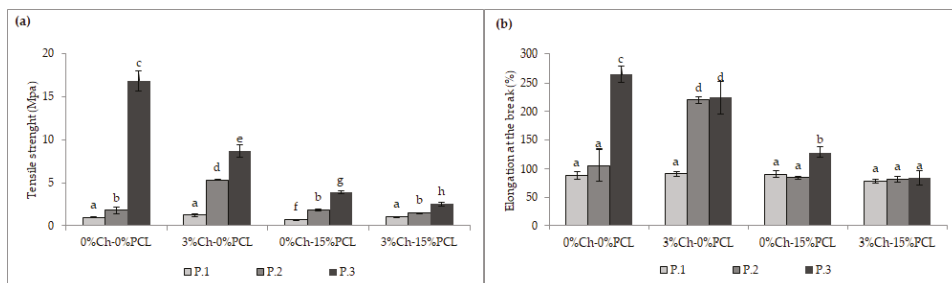 (a)
Tensile strenght (Mpa)
20
15
10
5
0
a b c
a d e
f b g
a b h
0%Ch-0%PCL 3%Ch-0%PCL 0%Ch-15%PCL 3%Ch-15%PCL
P.1 P.2 P.3
(b)
Elongation at the break (%)
300
250
200
150
100
50
0
a a c
a d d
a a b
a a a
0%Ch-0%PCL 3%Ch-0%PCL 0%Ch-15%PCL 3%Ch-15%PCL
P.1 P.2 P.3